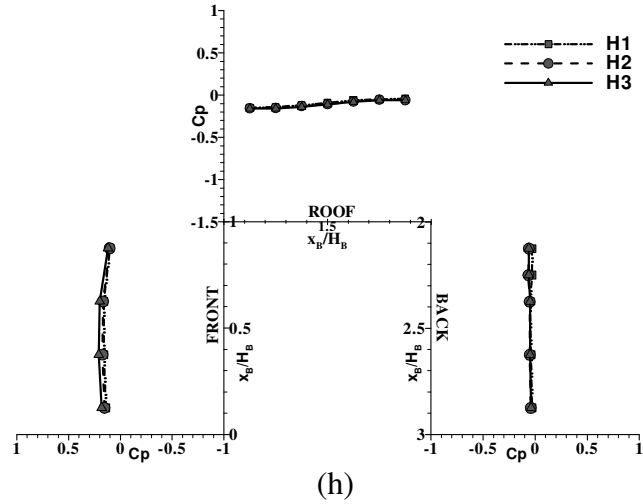 1
0.5
0
-0.5
-1
-1.5
Cp
H1
H2
H3
1
ROOF
1.5
x_B/H_B
2
FRONT
0.5
x_B/H_B
0
BACK
2.5
x_B/H_B
3
1 0.5 0 -0.5 -1
Cp
-1 -0.5 0 0.5 1
Cp
(h)